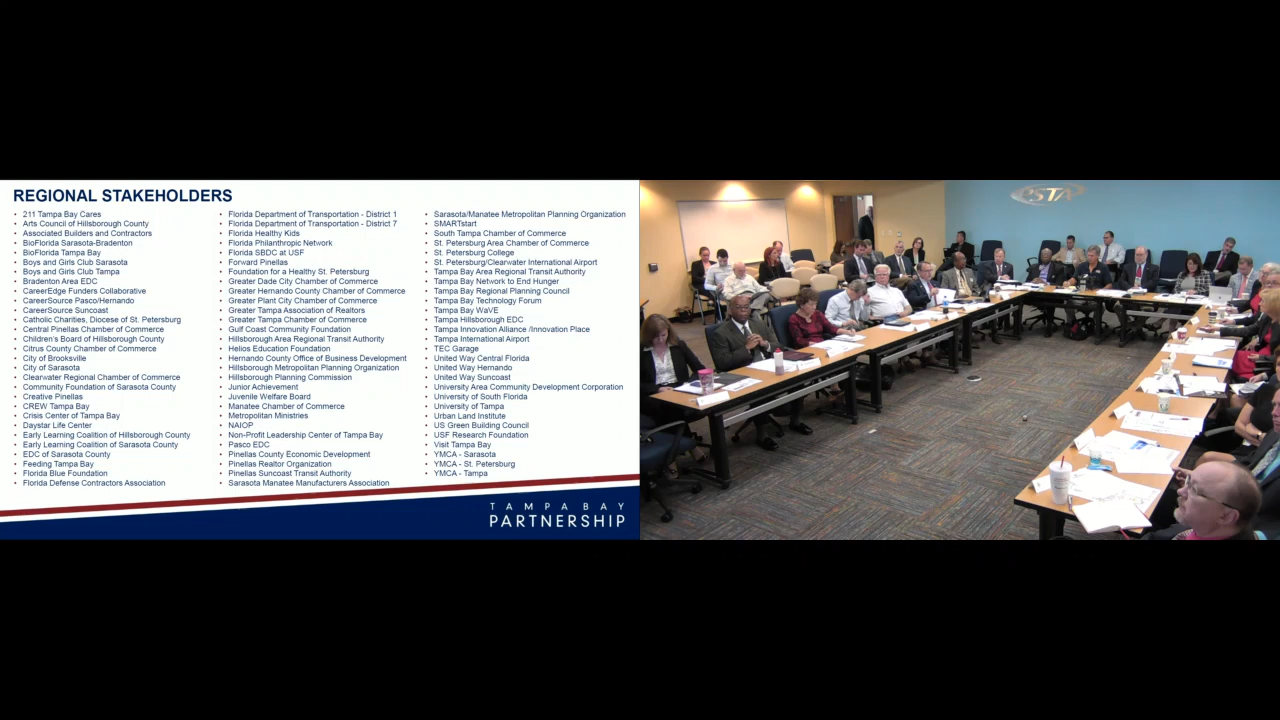 REGIONAL STAKEHOLDERS
• 211 Tampa Bay Cares
• Arts Council of Hillsborough County
• Associated Builders and Contractors
• BioFlorida Sarasota-Bradenton
• BioFlorida Tampa Bay
• Boys and Girls Club Sarasota
• Boys and Girls Club Tampa
• Bradenton Area EDC
• CareerEdge Funders Collaborative
• CareerSource Pasco/Hernando
• CareerSource Suncoast
• Catholic Charities, Diocese of St. Petersburg
• Central Pinellas Chamber of Commerce
• Children's Board of Hillsborough County
• Citrus County Chamber of Commerce
• City of Brooksville
• City of Sarasota
• Clearwater Regional Chamber of Commerce
• Community Foundation of Sarasota County
• Creative Pinellas
• CREW Tampa Bay
• Crisis Center of Tampa Bay
• Daystar Life Center
• Early Learning Coalition of Hillsborough County
• Early Learning Coalition of Sarasota County
• EDC of Sarasota County
• Feeding Tampa Bay
• Florida Blue Foundation
• Florida Defense Contractors Association
• Florida Department of Transportation - District 1
• Florida Department of Transportation - District 7
• Florida Healthy Kids
• Florida Philanthropic Network
• Florida SBDC at USF
• Forward Pinellas
• Foundation for a Healthy St. Petersburg
• Greater Dade City Chamber of Commerce
• Greater Hernando County Chamber of Commerce
• Greater Plant City Chamber of Commerce
• Greater Tampa Association of Realtors
• Greater Tampa Chamber of Commerce
• Gulf Coast Community Foundation
• Hillsborough Area Regional Transit Authority
• Helios Education Foundation
• Hernando County Office of Business Development
• Hillsborough Metropolitan Planning Organization
• Hillsborough Planning Commission
• Junior Achievement
• Juvenile Welfare Board
• Manatee Chamber of Commerce
• Metropolitan Ministries
• NAIOP
• Non-Profit Leadership Center of Tampa Bay
• Pasco EDC
• Pinellas County Economic Development
• Pinellas Realtor Organization
• Pinellas Suncoast Transit Authority
• Sarasota Manatee Manufacturers Association
• Sarasota/Manatee Metropolitan Planning Organization
• SMARTstart
• South Tampa Chamber of Commerce
• St. Petersburg Area Chamber of Commerce
• St. Petersburg College
• St. Petersburg/Clearwater International Airport
• Tampa Bay Area Regional Transit Authority
• Tampa Bay Network to End Hunger
• Tampa Bay Regional Planning Council
• Tampa Bay Technology Forum
• Tampa Bay WaVE
• Tampa Hillsborough EDC
• Tampa Innovation Alliance /Innovation Place
• Tampa International Airport
• TEC Garage
• United Way Central Florida
• United Way Hernando
• United Way Suncoast
• University Area Community Development Corporation
• University of South Florida
• University of Tampa
• Urban Land Institute
• US Green Building Council
• USF Research Foundation
• Visit Tampa Bay
• YMCA - Sarasota
• YMCA - St. Petersburg
• YMCA - Tampa
TAMPA BAY
PARTNERSHIP
PSTA